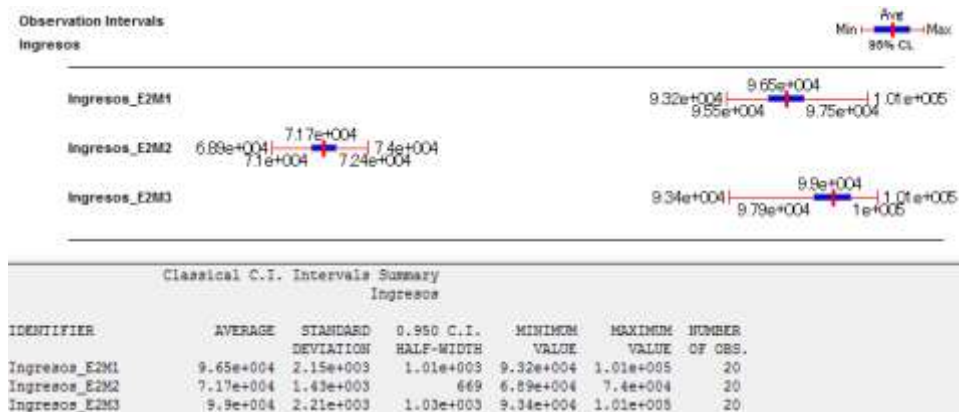 Observation Intervals
Ingresos
Avg
Min Max
95% CL
Ingresos_E2M1
9.65e+004
9.32e+004 1.01e+005
9.55e+004 9.75e+004
Ingresos_E2M2
7.17e+004
6.89e+004 7.4e+004
7.1e+004 7.24e+004
Ingresos_E2M3
9.9e+004
9.34e+004 1.01e+005
9.79e+004 1e+005
Classical C.I. Intervals Summary
Ingresos
IDENTIFIER AVERAGE STANDARD 0.950 C.I. MINIMUM MAXIMUM NUMBER
DEVIATION HALF-WIDTH VALUE VALUE OF OBS.
Ingresos_E2M1 9.65e+004 2.15e+003 1.01e+003 9.32e+004 1.01e+005 20
Ingresos_E2M2 7.17e+004 1.43e+003 669 6.89e+004 7.4e+004 20
Ingresos_E2M3 9.9e+004 2.21e+003 1.03e+003 9.34e+004 1.01e+005 20